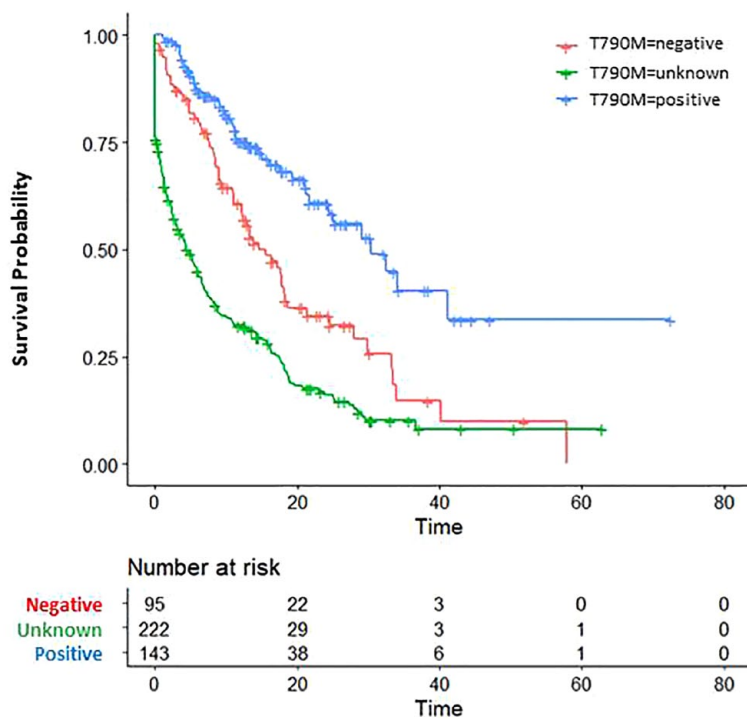 1.00
T790M=negative
T790M=unknown
T790M=positive
0.75
Survival Probability
0.50
0.25
0.00
0 20 40 60 80
Time
Number at risk
Negative 95 22 3 0 0
Unknown 222 29 3 1 0
Positive 143 38 6 1 0
0 20 40 60 80
Time